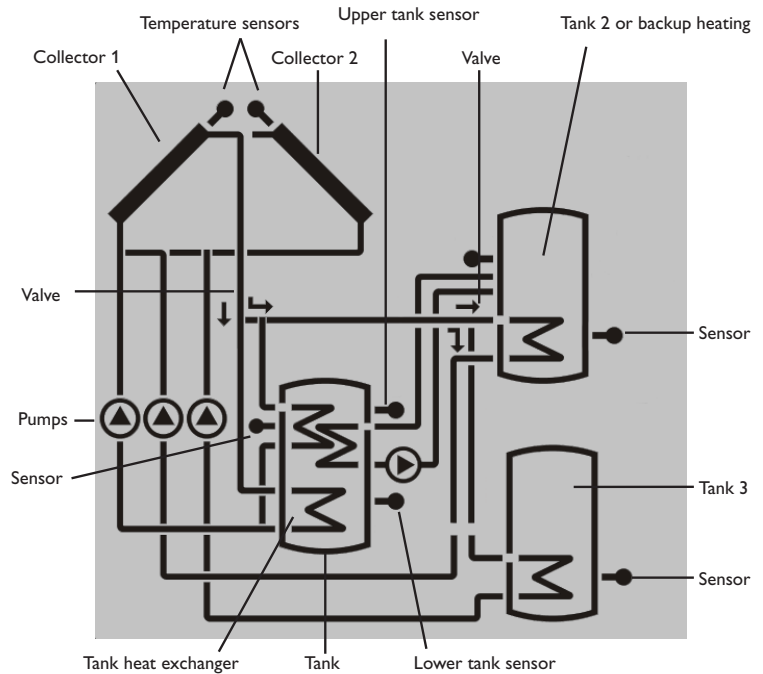 Upper tank sensor
Temperature sensors
Tank 2 or backup heating
Collector 1
Collector 2
Valve
Valve
Sensor
Pumps
Sensor
Tank 3
Sensor
Tank heat exchanger
Tank
Lower tank sensor